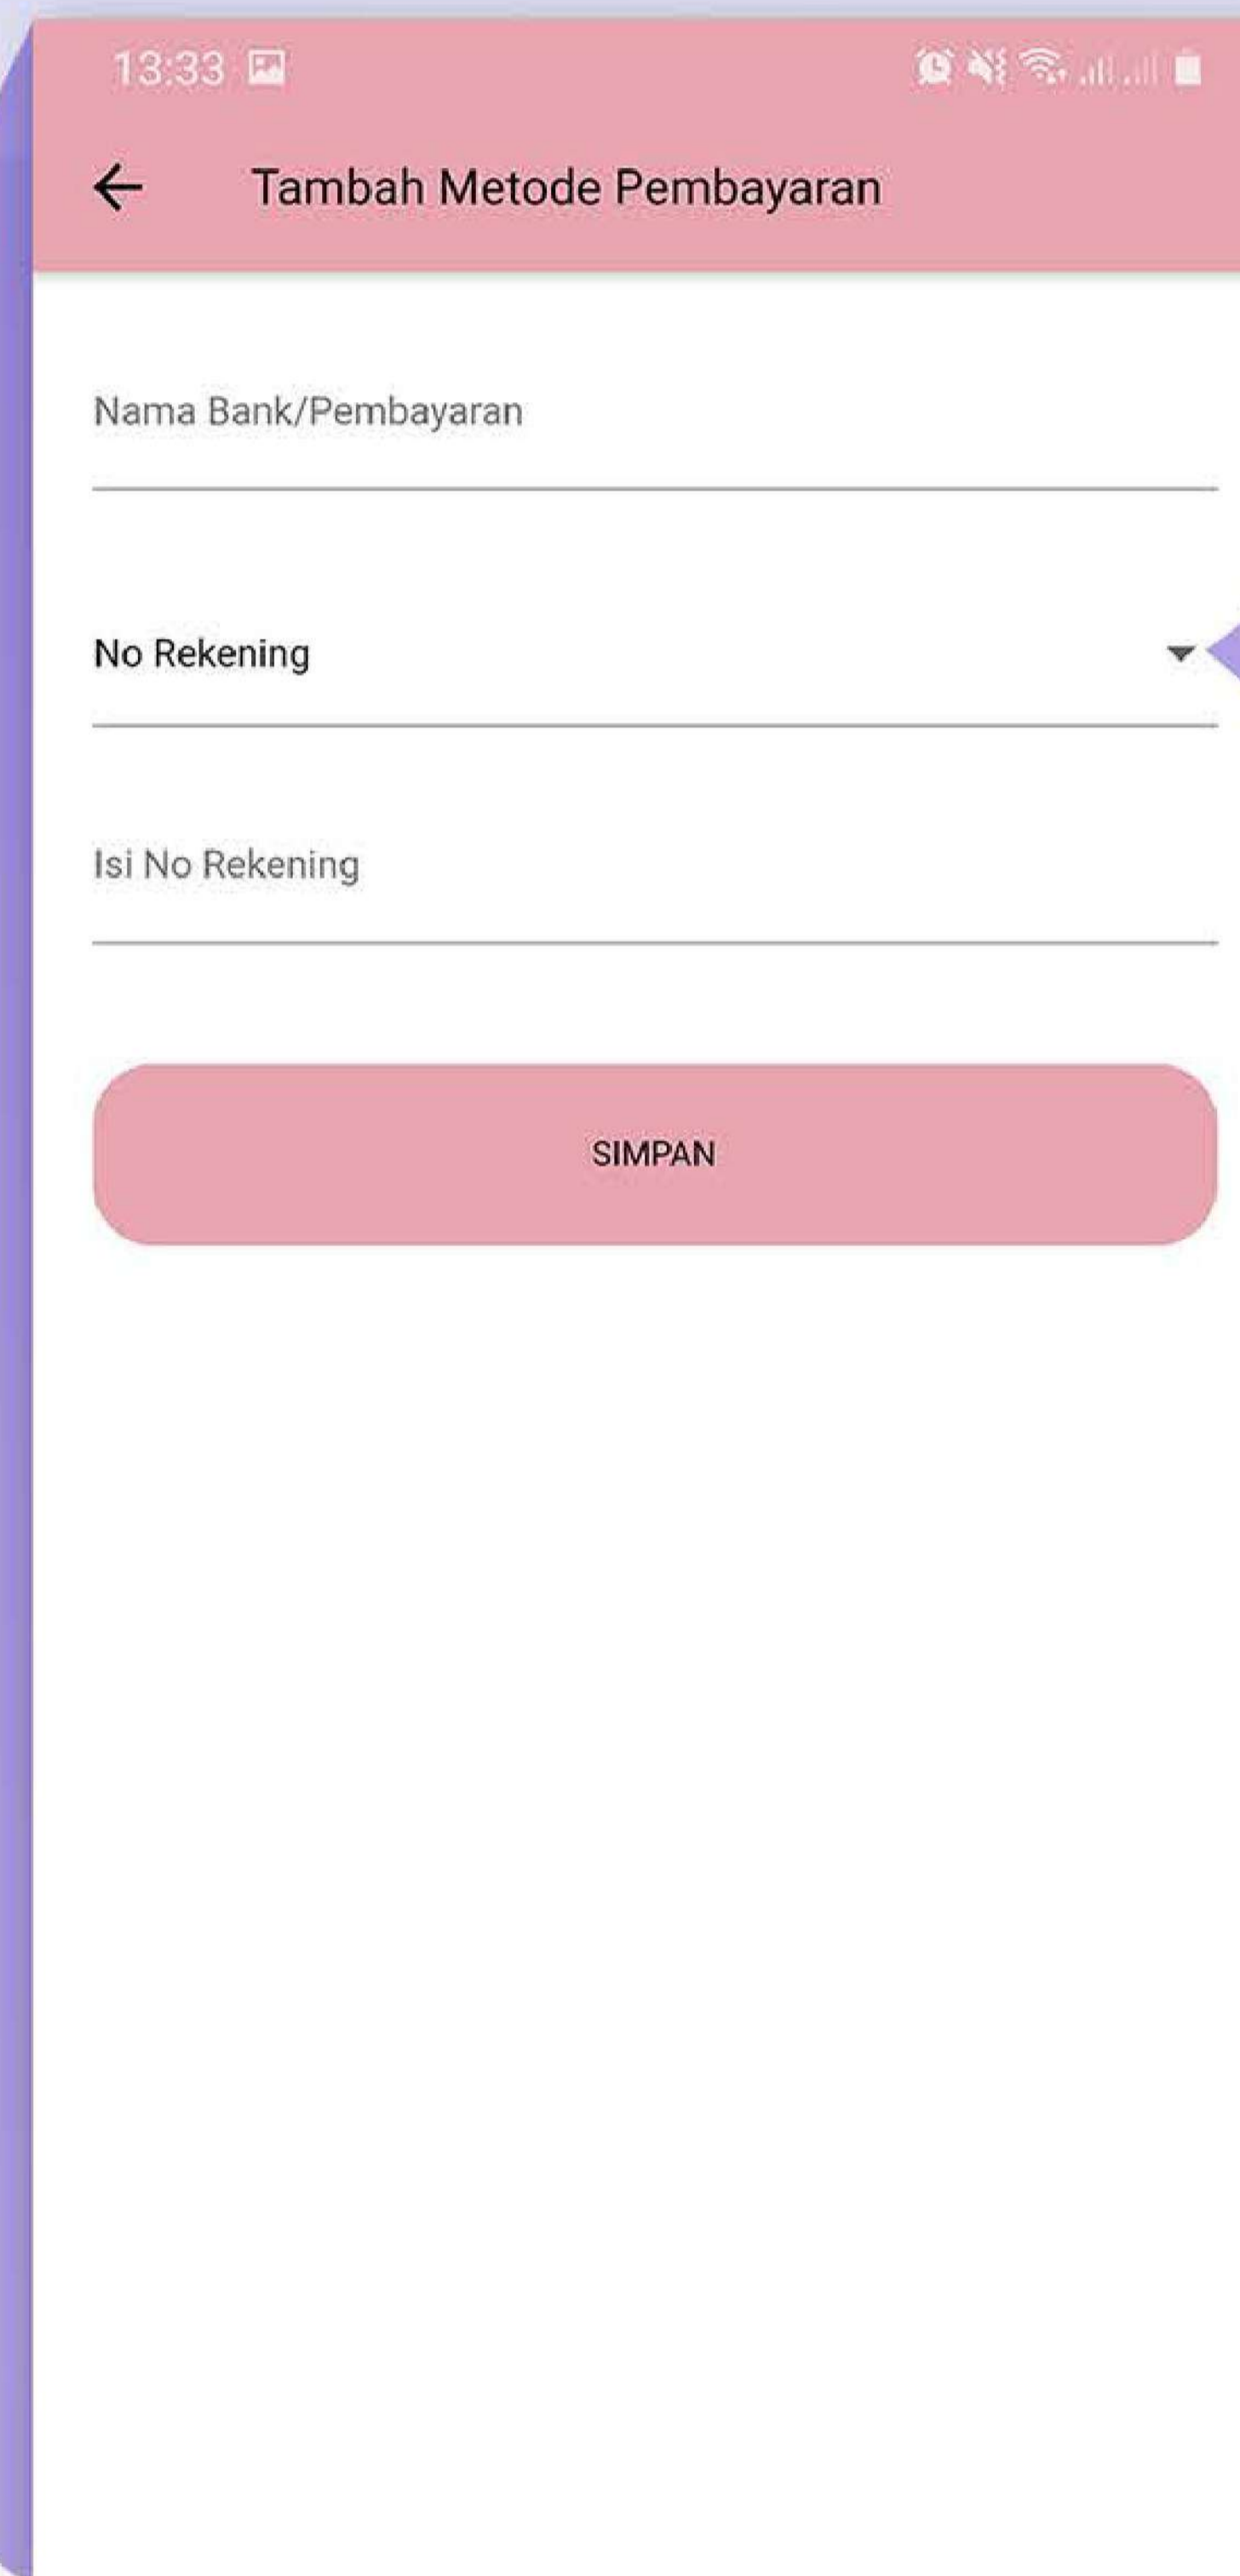 13:33
Tambah Metode Pembayaran
Nama Bank/Pembayaran
No Rekening
Isi No Rekening
SIMPAN